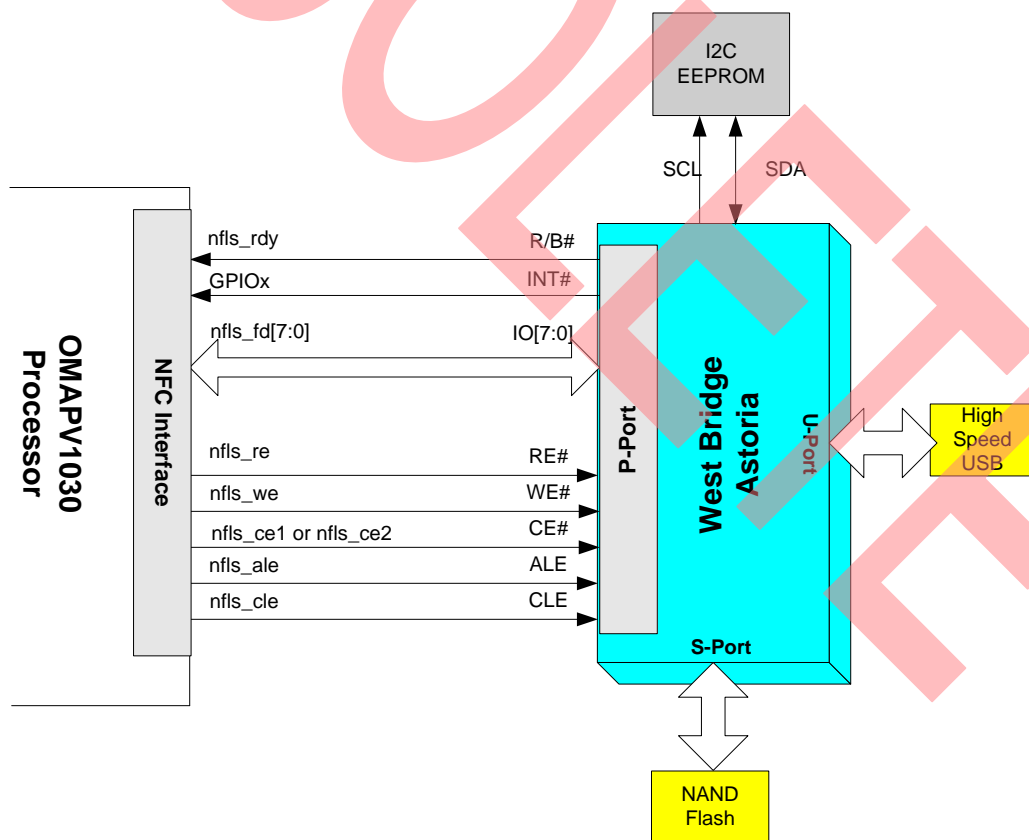 I2C
EEPROM
SCL
SDA
nfls_rdy
R/B#
GPIOx
INT#
nfls_fd[7:0]
IO[7:0]
nfls_re
RE#
nfls_we
WE#
nfls_ce1 or nfls_ce2
CE#
nfls_ale
ALE
nfls_cle
CLE
OMAPV1030
Processor
NFC Interface
P-Port
West Bridge
Astoria
U-Port
S-Port
High
Speed
USB
NAND
Flash